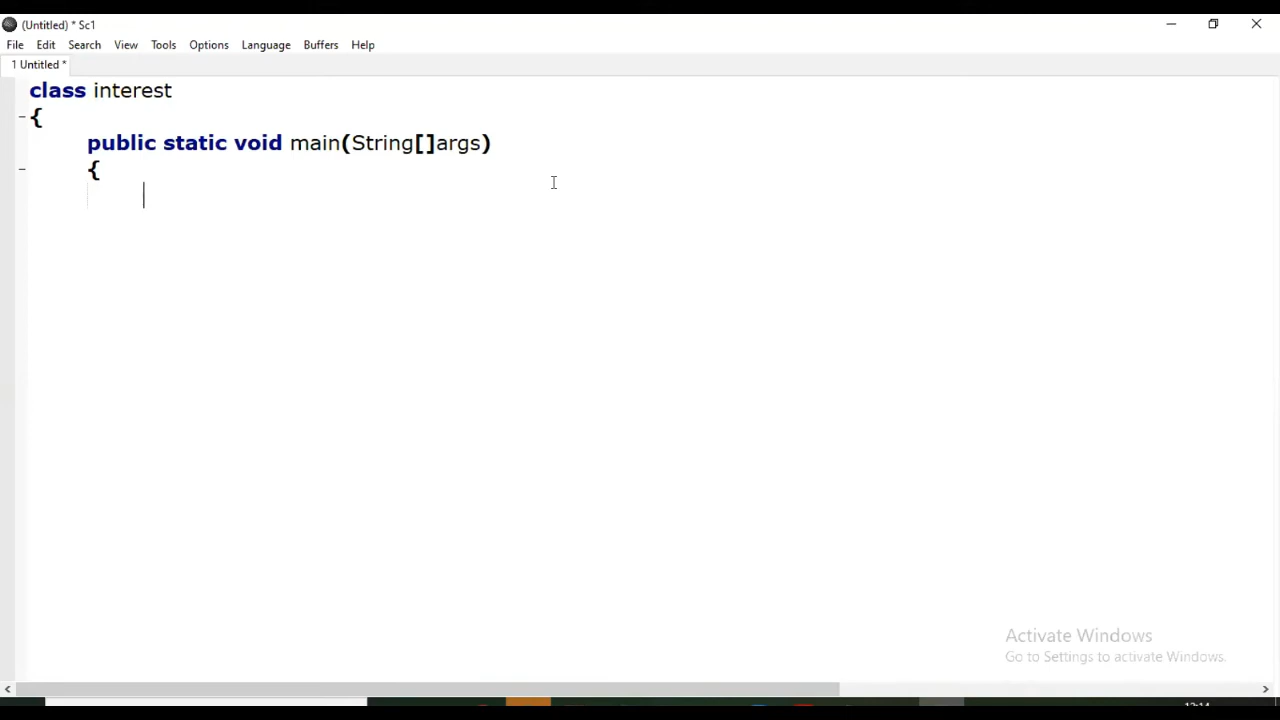 (Untitled) * Sc1
File Edit Search View Tools Options Language Buffers Help
1 Untitled *
class interest
{
public static void main(String[]args)
{
Activate Windows
Go to Settings to activate Windows.